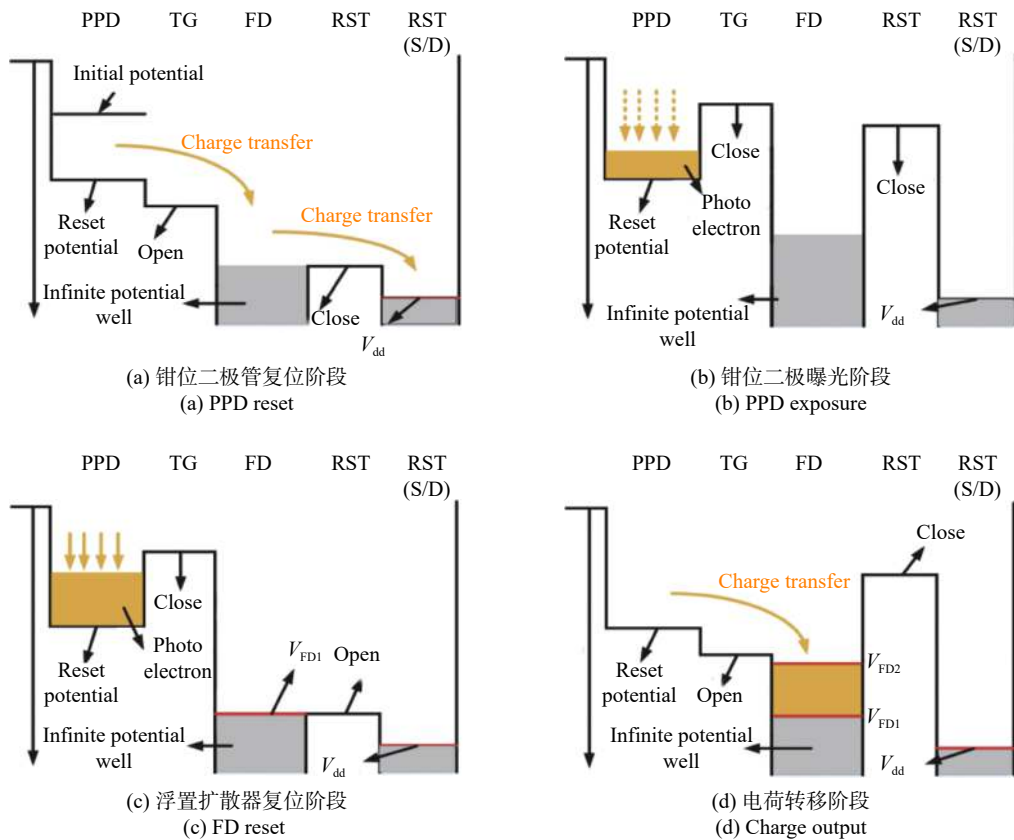 PPD TG FD RST RST
(S/D)
Initial potential
Charge transfer
Reset
potential
Open
Charge transfer
Infinite potential
well
Close
Vdd
(a) 钳位二极管复位阶段
(a) PPD reset
PPD TG FD RST RST
(S/D)
Close
Close
Reset
potential
Photo
electron
Infinite potential
well
Vdd
(b) 钳位二极曝光阶段
(b) PPD exposure
PPD TG FD RST RST
(S/D)
Close
Reset
potential
Photo
electron
VFD1 Open
Infinite potential
well
Vdd
(c) 浮置扩散器复位阶段
(c) FD reset
PPD TG FD RST RST
(S/D)
Close
Charge transfer
Reset
potential
Open
VFD2
VFD1
Infinite potential
well
Vdd
(d) 电荷转移阶段
(d) Charge output